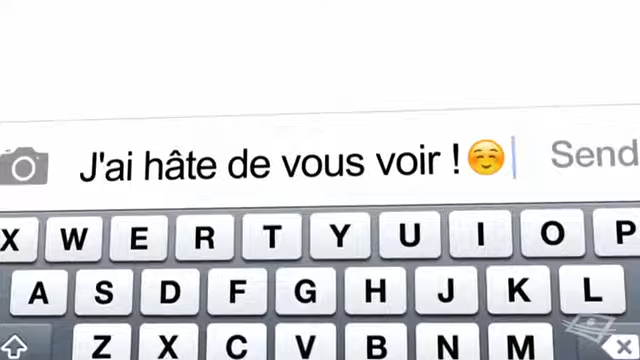 J'ai hâte de vous voir !☺️ Send
X W E R T Y U I O P
A S D F G H J K L
Z X C V B N M